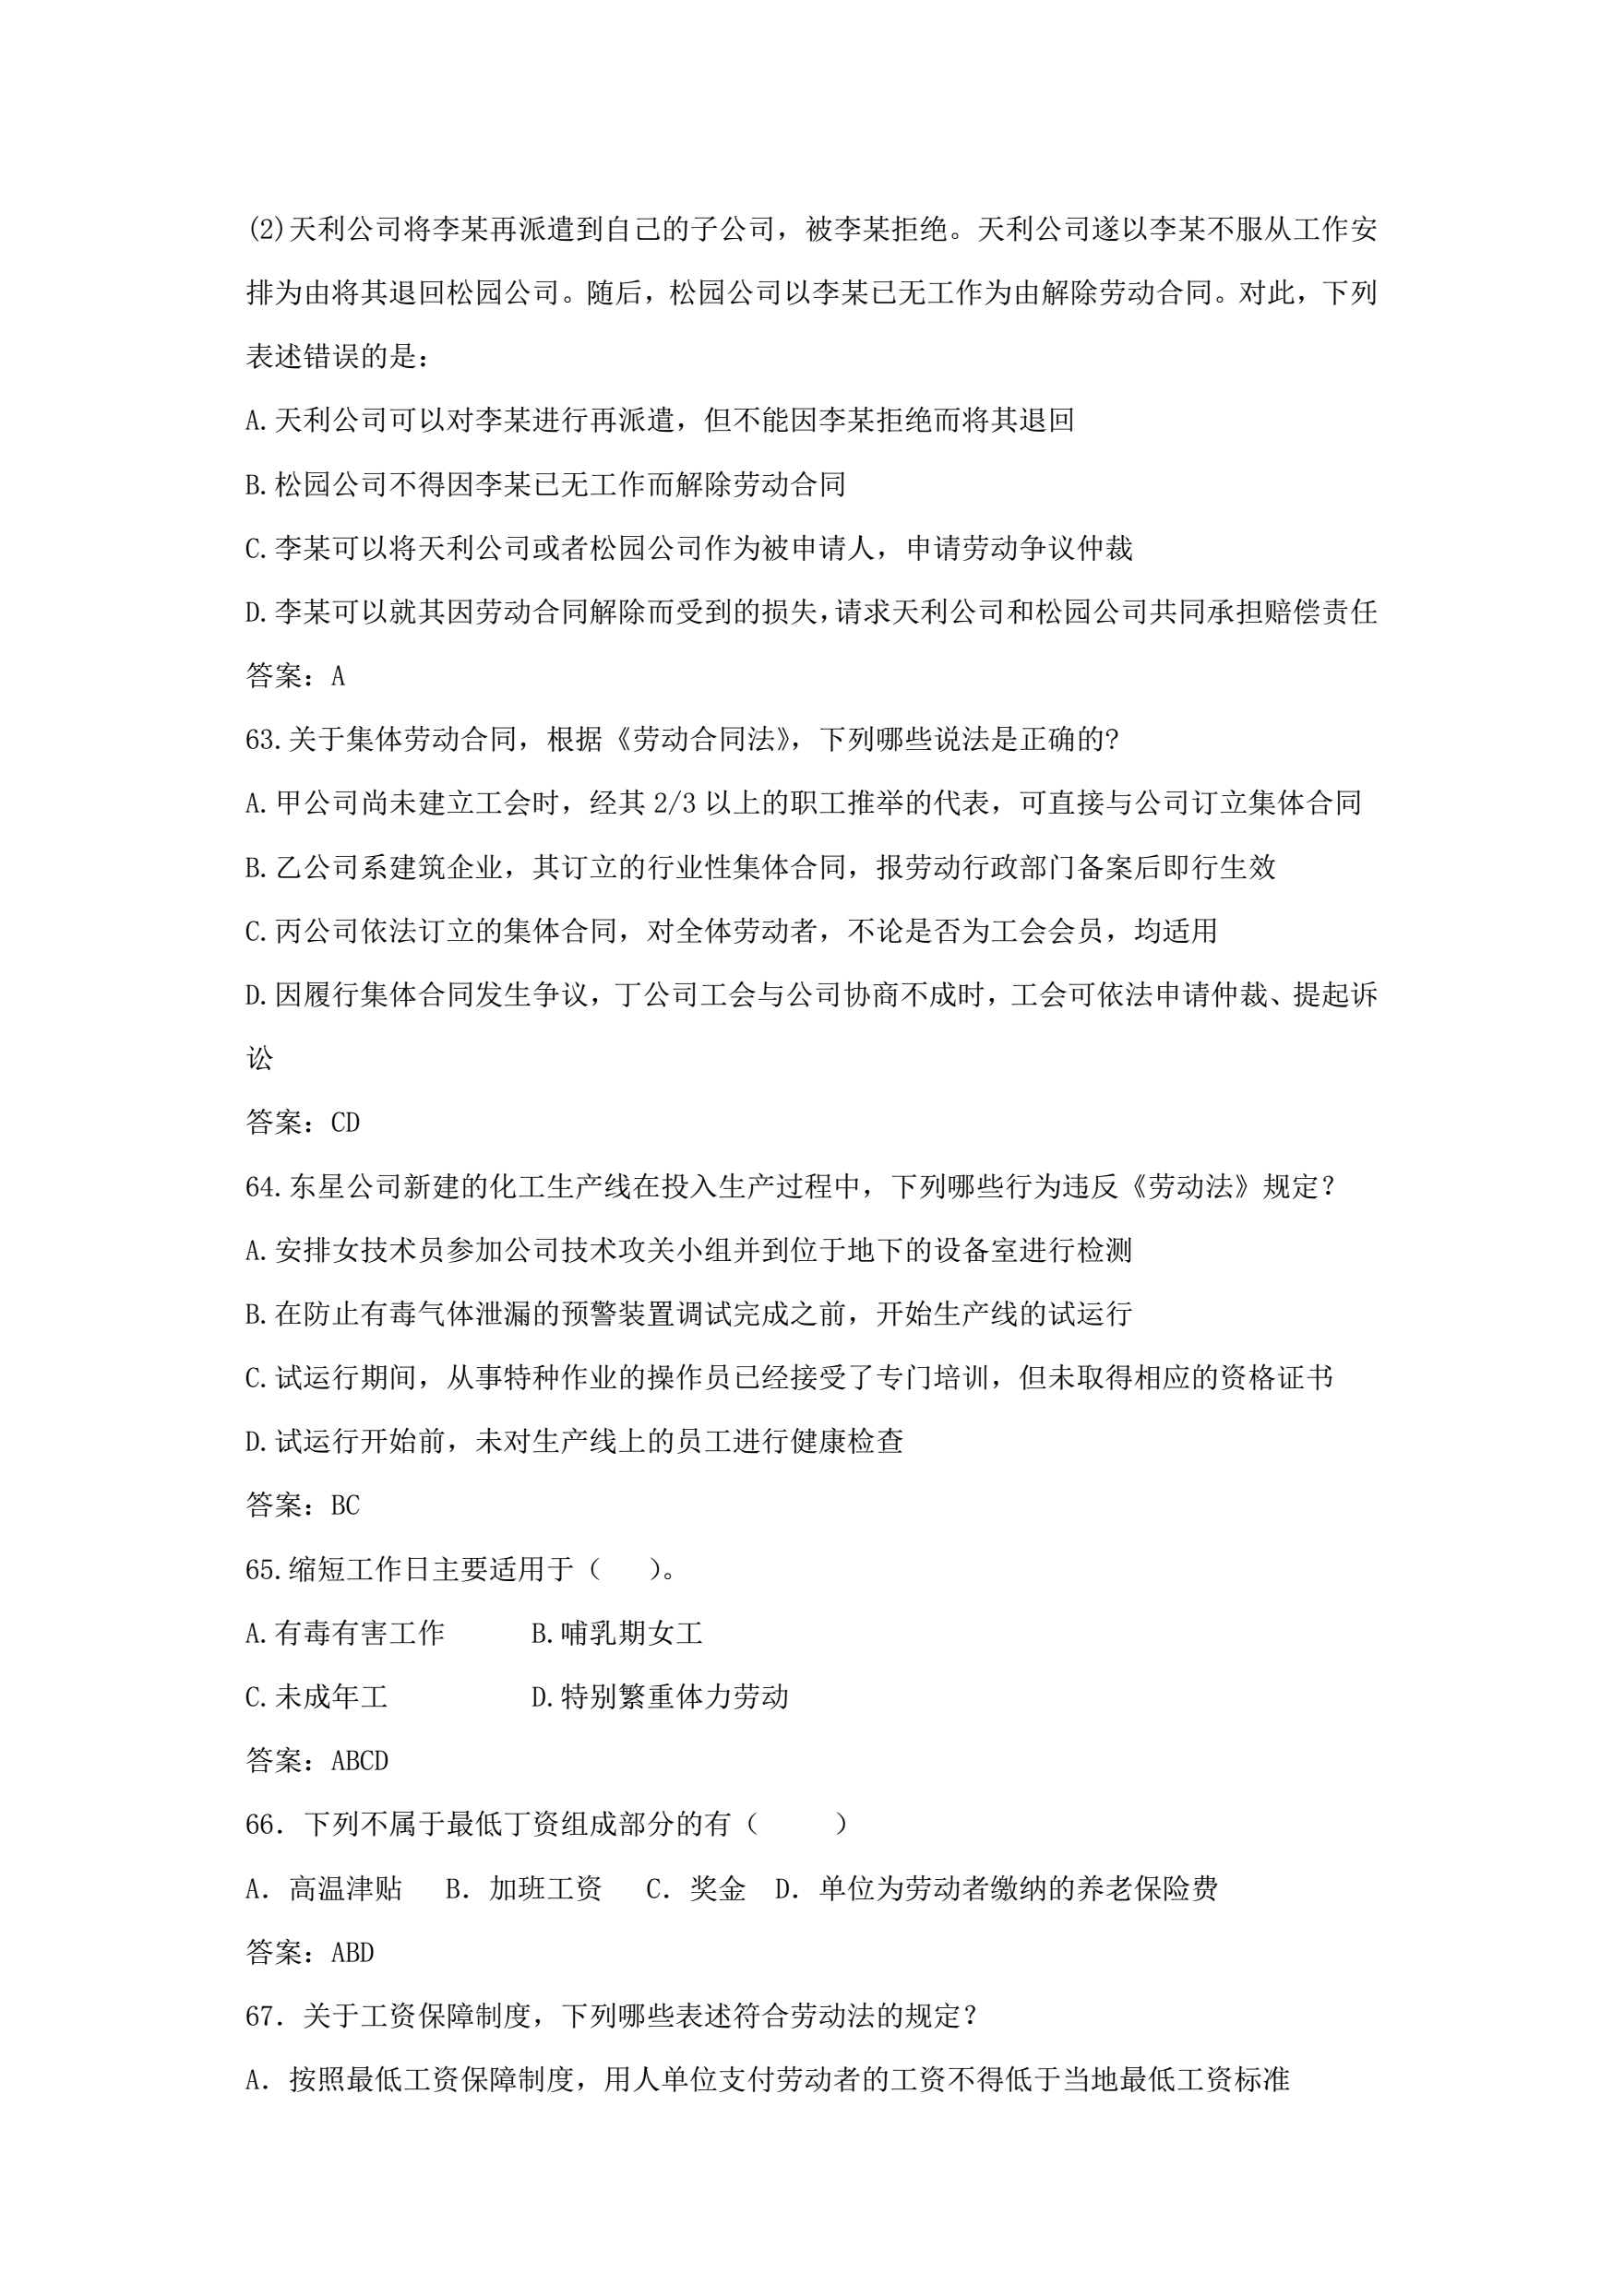 (2)天利公司将李某再派遣到自己的子公司，被李某拒绝。天利公司遂以李某不服从工作安
排为由将其退回松园公司。随后，松园公司以李某已无工作为由解除劳动合同。对此，下列
表述错误的是：
A.天利公司可以对李某进行再派遣，但不能因李某拒绝而将其退回
B.松园公司不得因李某已无工作而解除劳动合同
C.李某可以将天利公司或者松园公司作为被申请人，申请劳动争议仲裁
D.李某可以就其因劳动合同解除而受到的损失，请求天利公司和松园公司共同承担赔偿责任
答案：A
63.关于集体劳动合同，根据《劳动合同法》，下列哪些说法是正确的?
A.甲公司尚未建立工会时，经其 2/3 以上的职工推举的代表，可直接与公司订立集体合同
B.乙公司系建筑企业，其订立的行业性集体合同，报劳动行政部门备案后即行生效
C.丙公司依法订立的集体合同，对全体劳动者，不论是否为工会会员，均适用
D.因履行集体合同发生争议，丁公司工会与公司协商不成时，工会可依法申请仲裁、提起诉
讼
答案：CD
64.东星公司新建的化工生产线在投入生产过程中，下列哪些行为违反《劳动法》规定？
A.安排女技术员参加公司技术攻关小组并到位于地下的设备室进行检测
B.在防止有毒气体泄漏的预警装置调试完成之前，开始生产线的试运行
C.试运行期间，从事特种作业的操作员已经接受了专门培训，但未取得相应的资格证书
D.试运行开始前，未对生产线上的员工进行健康检查
答案：BC
65.缩短工作日主要适用于（   ）。
A.有毒有害工作      B.哺乳期女工
C.未成年工          D.特别繁重体力劳动
答案：ABCD
66．下列不属于最低丁资组成部分的有（     ）
A．高温津贴   B．加班工资   C．奖金  D．单位为劳动者缴纳的养老保险费
答案：ABD
67．关于工资保障制度，下列哪些表述符合劳动法的规定？
A．按照最低工资保障制度，用人单位支付劳动者的工资不得低于当地最低工资标准